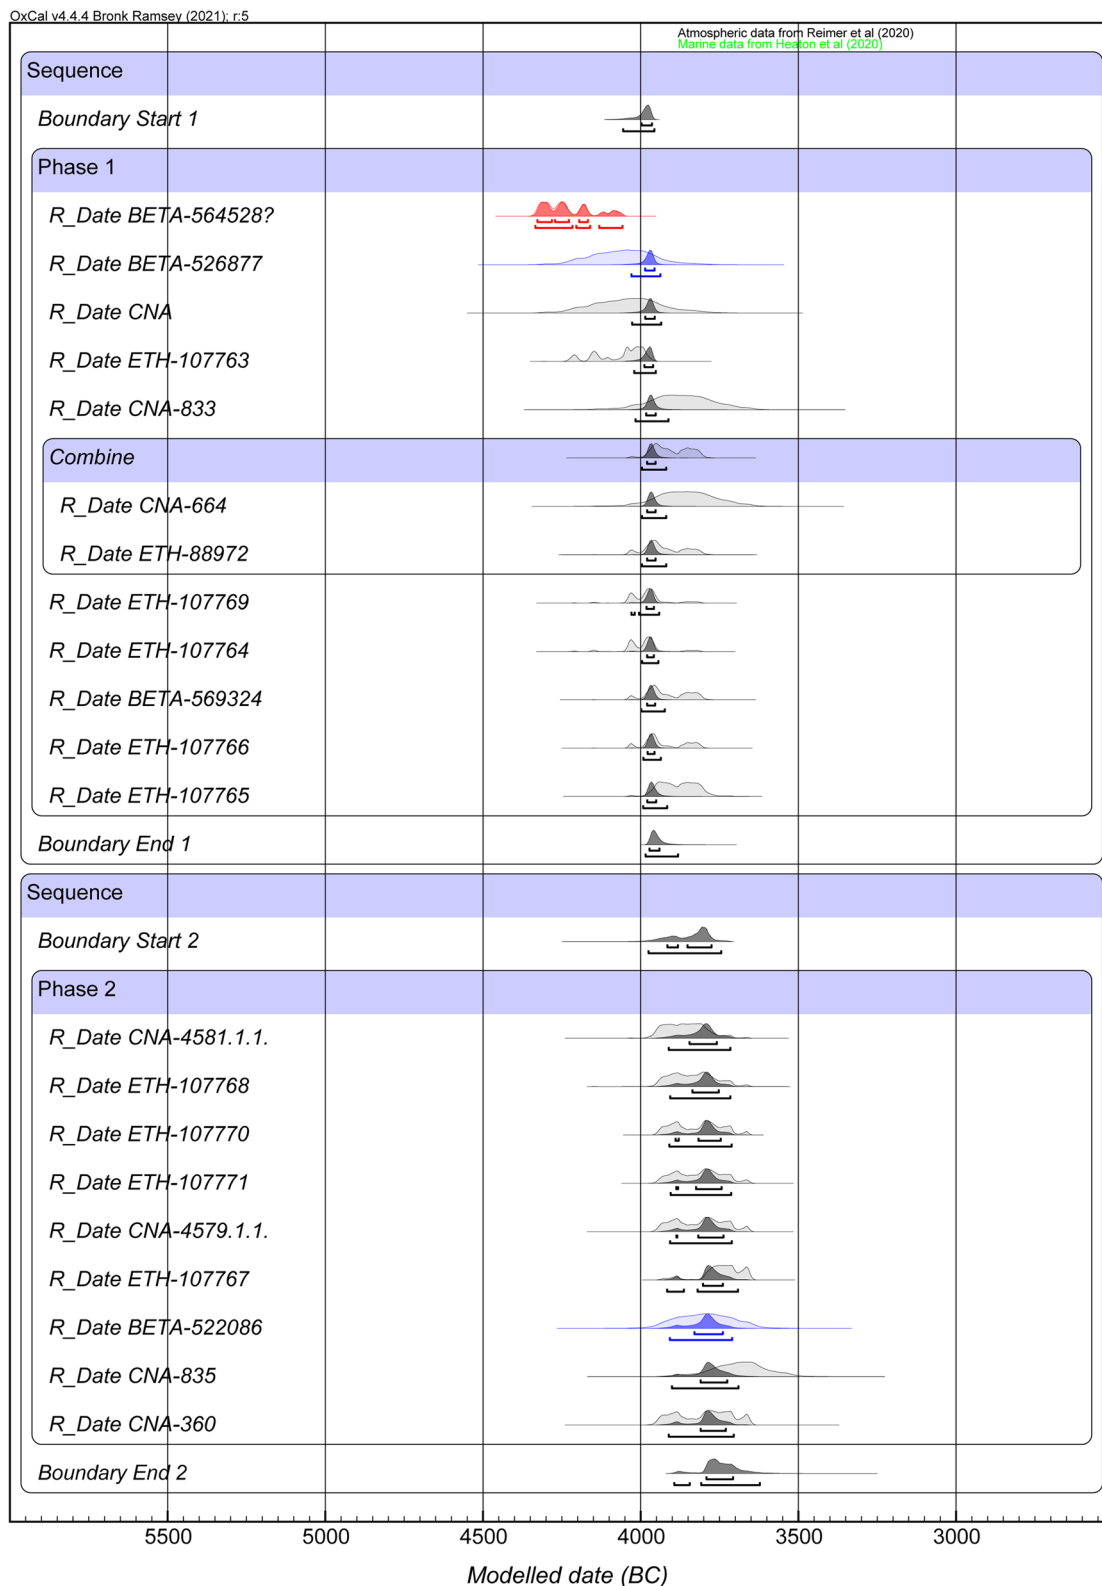 OxCal v4.4.4 Bronk Ramsey (2021); r:5
Atmospheric data from Reimer et al (2020)
Marine data from Heaton et al (2020)
Sequence
Boundary Start 1
Phase 1
R_Date BETA-564528?
R_Date BETA-526877
R_Date CNA
R_Date ETH-107763
R_Date CNA-833
Combine
R_Date CNA-664
R_Date ETH-88972
R_Date ETH-107769
R_Date ETH-107764
R_Date BETA-569324
R_Date ETH-107766
R_Date ETH-107765
Boundary End 1
Sequence
Boundary Start 2
Phase 2
R_Date CNA-4581.1.1.
R_Date ETH-107768
R_Date ETH-107770
R_Date ETH-107771
R_Date CNA-4579.1.1.
R_Date ETH-107767
R_Date BETA-522086
R_Date CNA-835
R_Date CNA-360
Boundary End 2
5500 5000 4500 4000 3500 3000
Modelled date (BC)